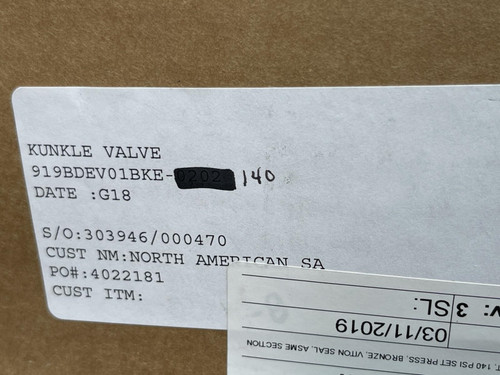 KUNKLE VALVE
919BDEV01BKE-0202 140
DATE :G18
S/O:303946/000470
CUST NM:NORTH AMERICAN SA
PO#:4022181
CUST ITM:
140 PSI SET PRESS, BRONZE, VITON SEAL, ASME SECTION
03/11/2019
3 SL: